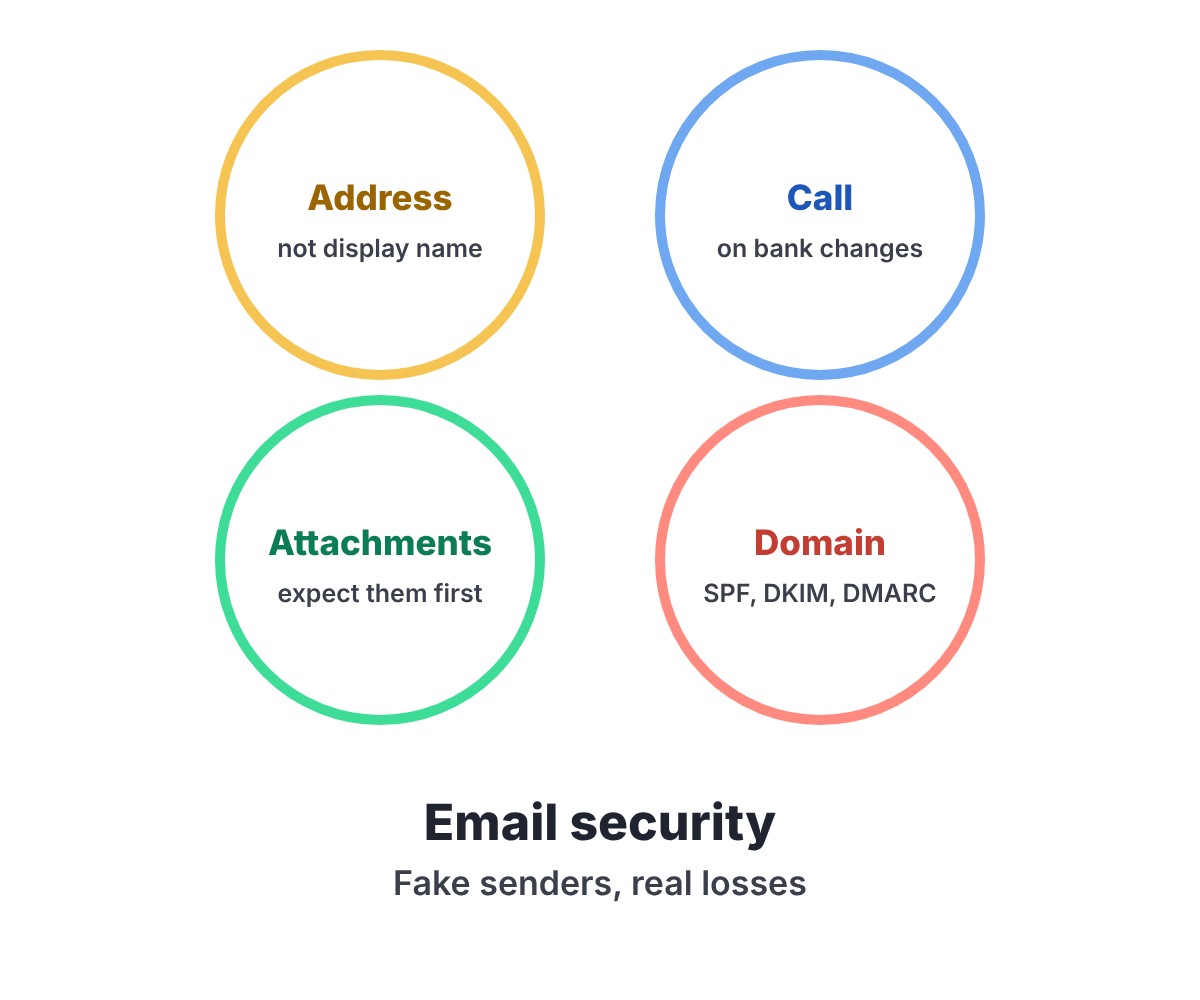 Address
not display name
Call
on bank changes
Attachments
expect them first
Domain
SPF, DKIM, DMARC
Email security
Fake senders, real losses